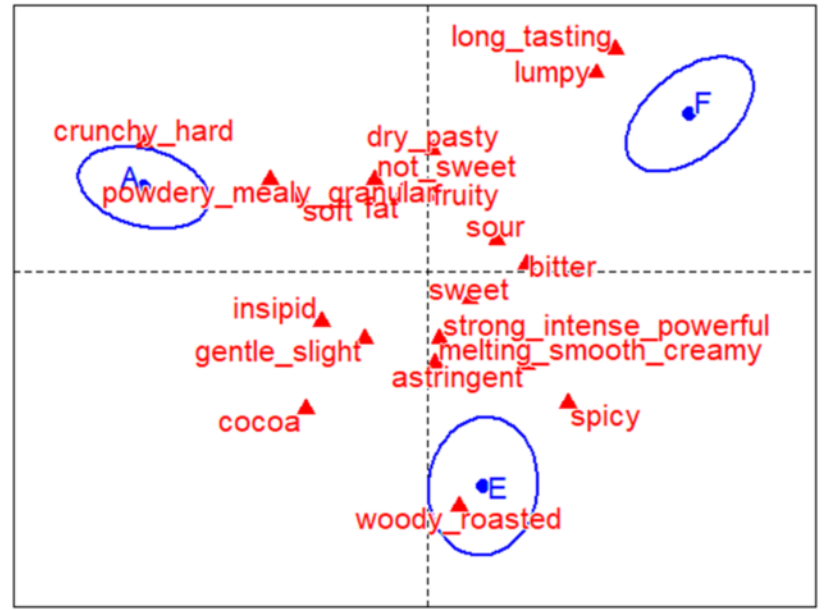 long_tasting
lumpy
F
crunchy_hard
dry_pasty
not_sweet
A
powdery_mealy_granular
fruity
soft fat
sour
bitter
sweet
insipid
strong_intense_powerful
gentle_slight
melting_smooth_creamy
astringent
cocoa
spicy
E
woody_roasted